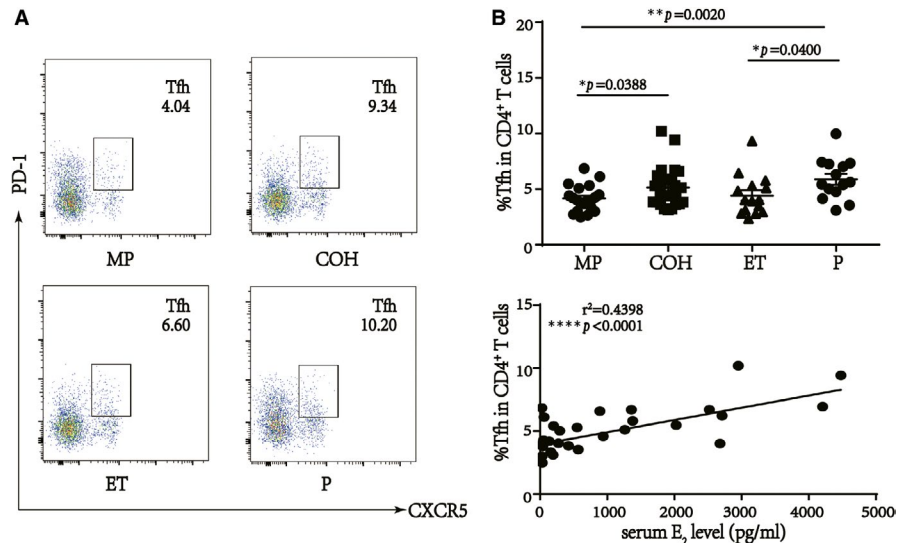 A
PD-1
Tfh
4.04
MP
Tfh
9.34
COH
Tfh
6.60
ET
Tfh
10.20
P
CXCR5
B
%Tfh in CD4⁺ T cells
20
15
10
5
0
**p=0.0020
*p=0.0400
*p=0.0388
MP COH ET P
%Tfh in CD4⁺ T cells
15
10
5
0
r²=0.4398
****p<0.0001
0 1000 2000 3000 4000 5000
serum E₂ level (pg/ml)